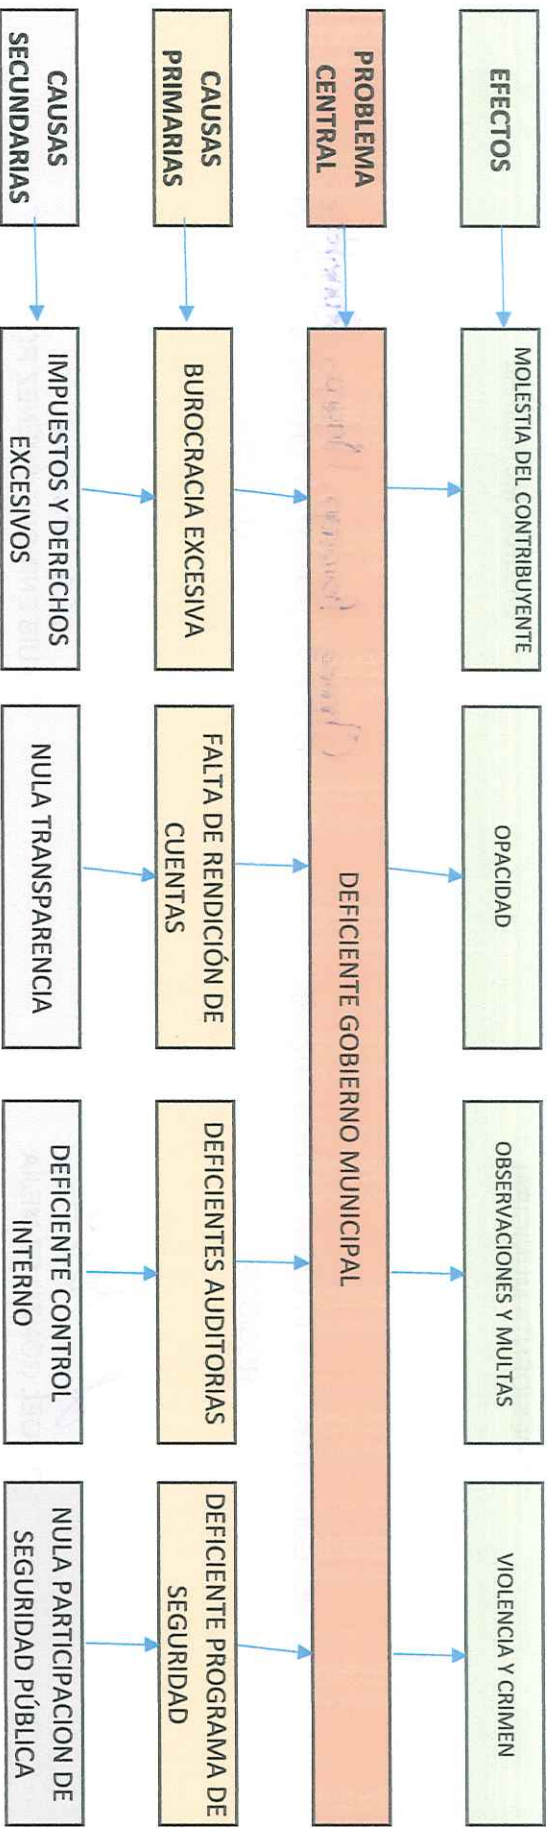 EFECTOS
MOLESTIA DEL CONTRIBUYENTE
OPACIDAD
OBSERVACIONES Y MULTAS
VIOLENCIA Y CRIMEN
PROBLEMA
CENTRAL
DEFICIENTE GOBIERNO MUNICIPAL
CAUSAS
PRIMARIAS
BUROCRACIA EXCESIVA
FALTA DE RENDICIÓN DE
CUENTAS
DEFICIENTES AUDITORIAS
DEFICIENTE PROGRAMA DE
SEGURIDAD
CAUSAS
SECUNDARIAS
IMPUESTOS Y DERECHOS
EXCESIVOS
NULA TRANSPARENCIA
DEFICIENTE CONTROL
INTERNO
NULA PARTICIPACION DE
SEGURIDAD PÚBLICA